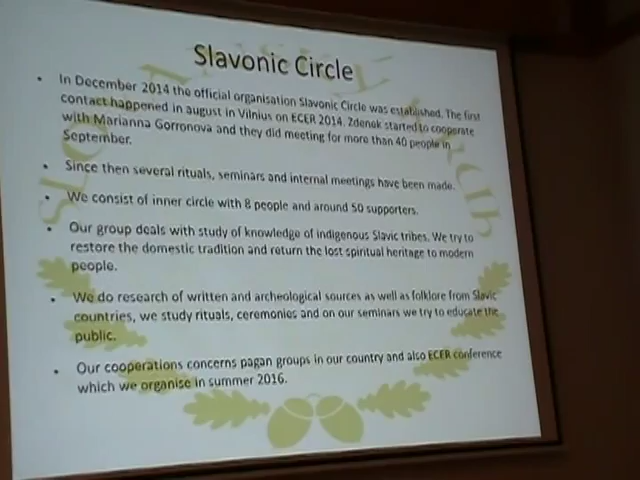 Slavonic Circle
• In December 2014 the official organisation Slavonic Circle was established. The first
contact happened in august in Vilnius on ECER 2014. Zdenek started to cooperate
with Marianna Gorronova and they did meeting for more than 40 people in
September.
• Since then several rituals, seminars and internal meetings have been made.
• We consist of inner circle with 8 people and around 50 supporters.
• Our group deals with study of knowledge of indigenous Slavic tribes. We try to
restore the domestic tradition and return the lost spiritual heritage to modern
people.
• We do research of written and archeological sources as well as folklore from Slavic
countries, we study rituals, ceremonies and on our seminars we try to educate the
public.
• Our cooperations concerns pagan groups in our country and also ECER conference
which we organise in summer 2016.